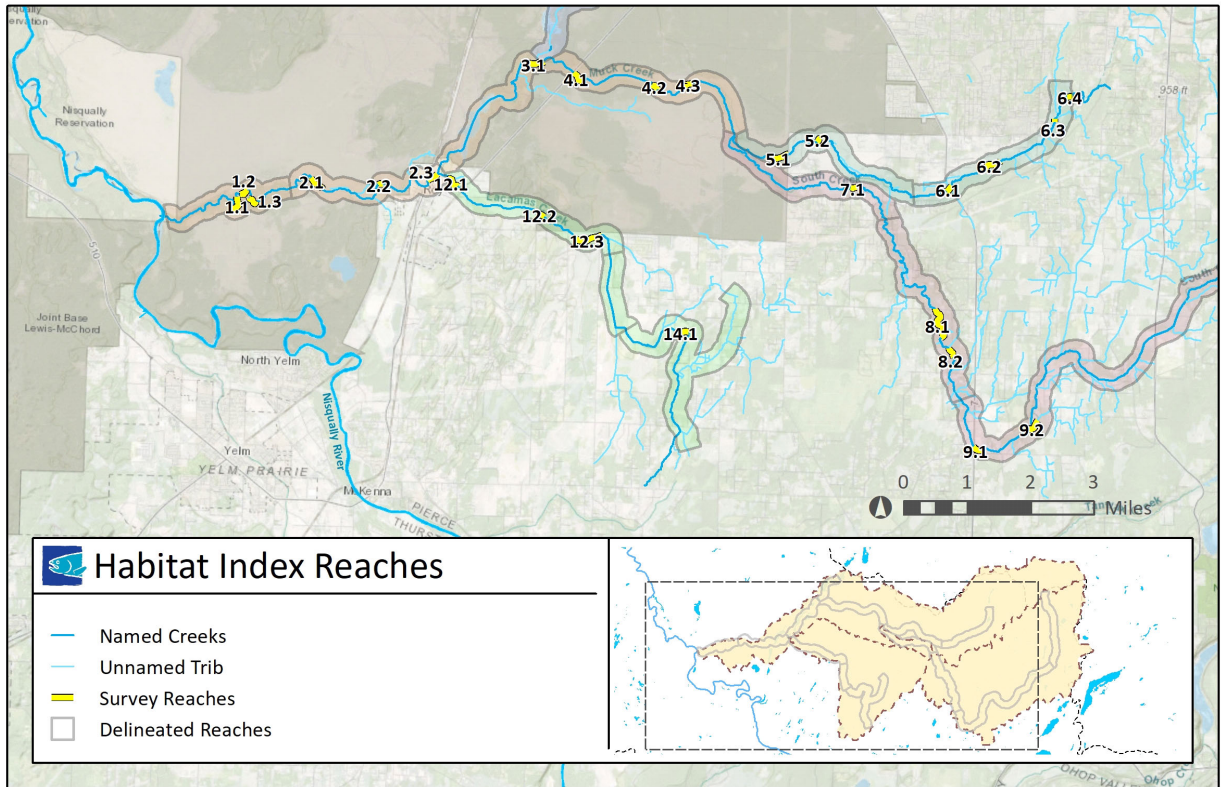 Nisqually
Reservation
958 ft
3.1
4.1
Muck Creek
4.2
4.3
6.4
6.3
5.2
5.1
6.2
South Creek
7.1
6.1
1.2
1.1
1.3
2.1
2.2
2.3
12.1
Lacamas Creek
12.2
12.3
510
14.1
8.1
8.2
9.2
9.1
Joint Base
Lewis-McChord
North Yelm
Nisqually River
Yelm
YELM PRAIRIE
McKenna
PIERCE
0 1 2 3
Miles
Habitat Index Reaches
Named Creeks
Unnamed Trib
Survey Reaches
Delineated Reaches